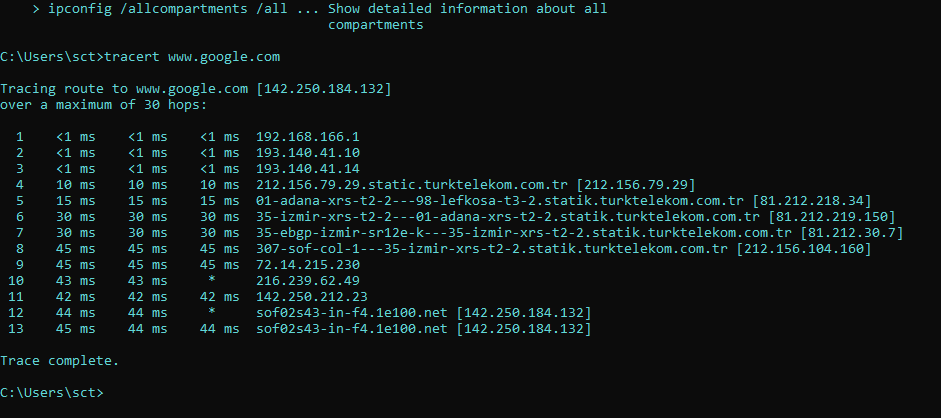 > ipconfig /allcompartments /all ... Show detailed information about all
compartments
C:\Users\sct>tracert www.google.com
Tracing route to www.google.com [142.250.184.132]
over a maximum of 30 hops:
1 <1 ms <1 ms <1 ms 192.168.166.1
2 <1 ms <1 ms <1 ms 193.140.41.10
3 <1 ms <1 ms <1 ms 193.140.41.14
4 10 ms 10 ms 10 ms 212.156.79.29.static.turktelekom.com.tr [212.156.79.29]
5 15 ms 15 ms 15 ms 01-adana-xrs-t2-2---98-lefkosa-t3-2.statik.turktelekom.com.tr [81.212.218.34]
6 30 ms 30 ms 30 ms 35-izmir-xrs-t2-2---01-adana-xrs-t2-2.statik.turktelekom.com.tr [81.212.219.150]
7 30 ms 30 ms 30 ms 35-ebgp-izmir-sr12e-k---35-izmir-xrs-t2-2.statik.turktelekom.com.tr [81.212.30.7]
8 45 ms 45 ms 45 ms 307-sof-col-1---35-izmir-xrs-t2-2.statik.turktelekom.com.tr [212.156.104.160]
9 45 ms 45 ms 45 ms 72.14.215.230
10 43 ms 43 ms * 216.239.62.49
11 42 ms 42 ms 42 ms 142.250.212.23
12 44 ms 44 ms * sof02s43-in-f4.1e100.net [142.250.184.132]
13 45 ms 44 ms 44 ms sof02s43-in-f4.1e100.net [142.250.184.132]
Trace complete.
C:\Users\sct>